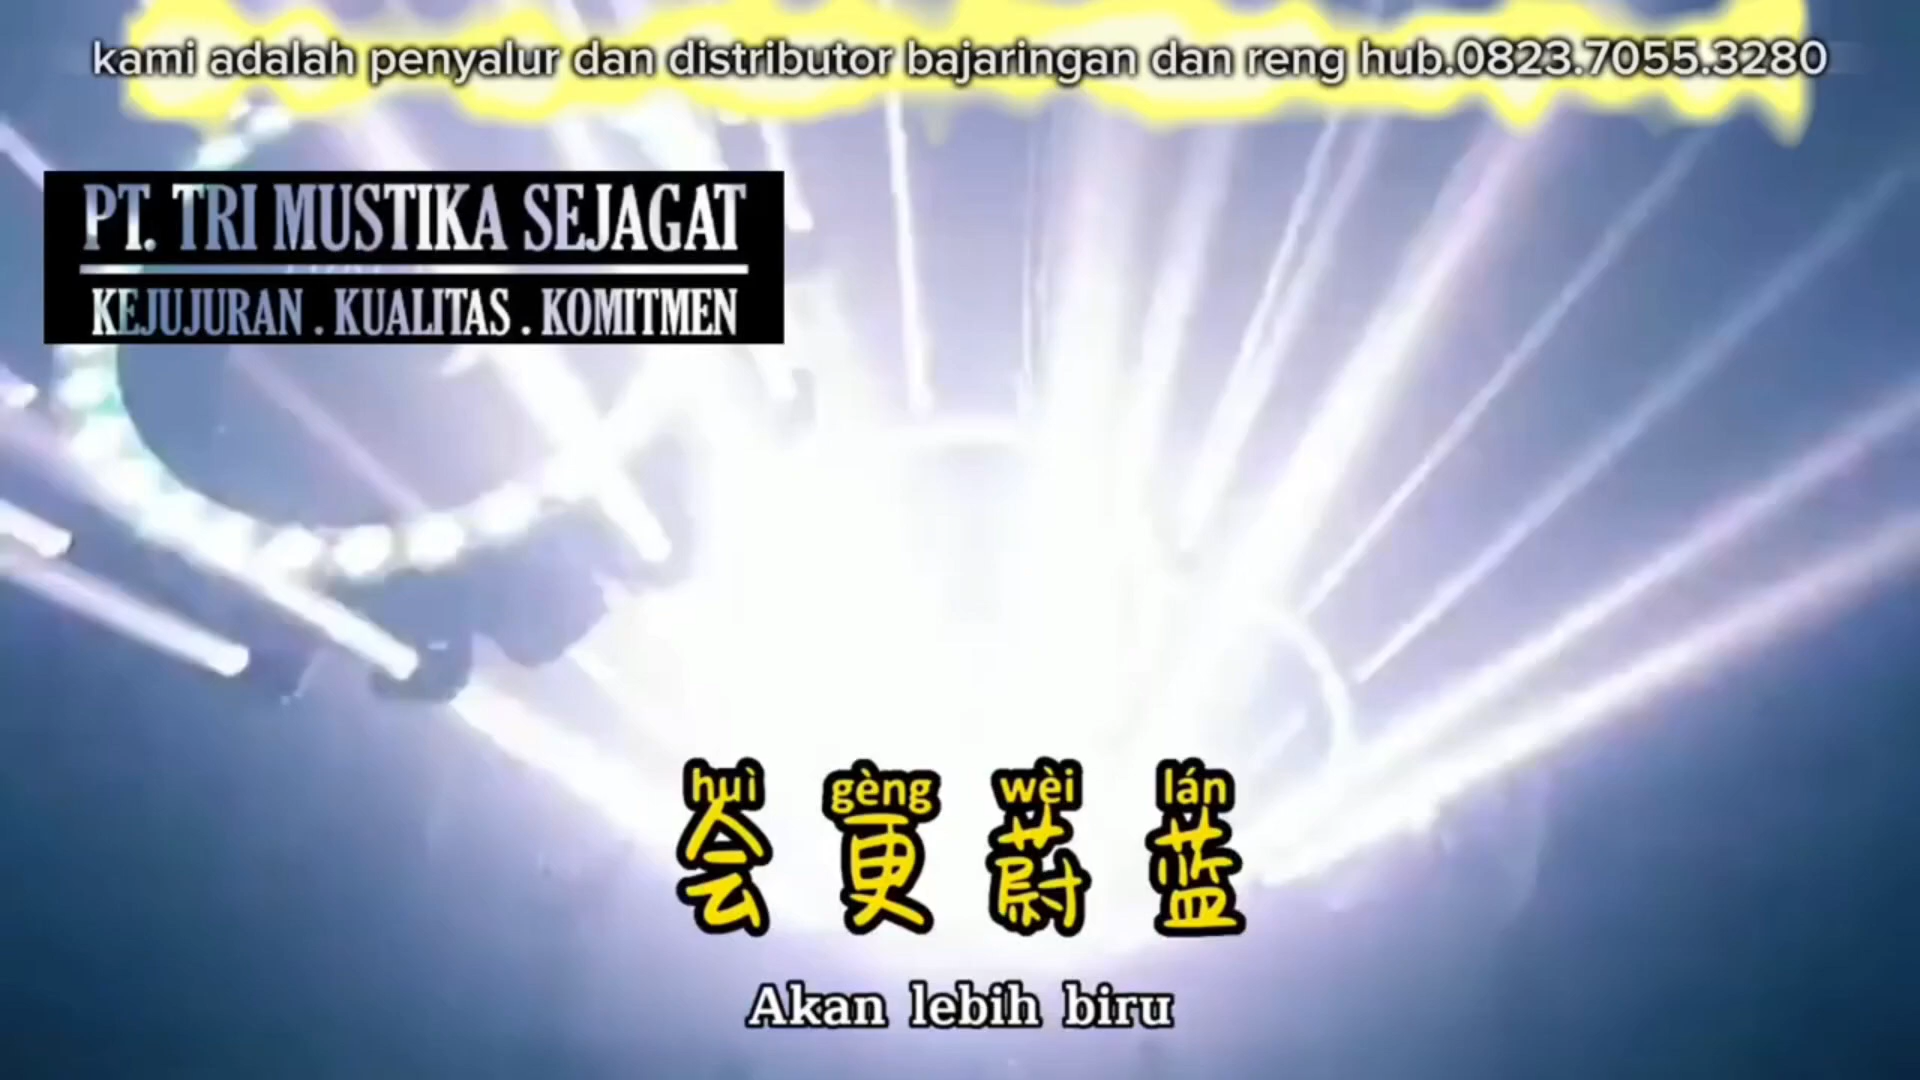 kami adalah penyalur dan distributor bajaringan dan reng hub.0823.7055.3280
PT. TRI MUSTIKA SEJAGAT
KEJUJURAN . KUALITAS . KOMITMEN
huì gèng wèi lán
会更蔚蓝
Akan lebih biru